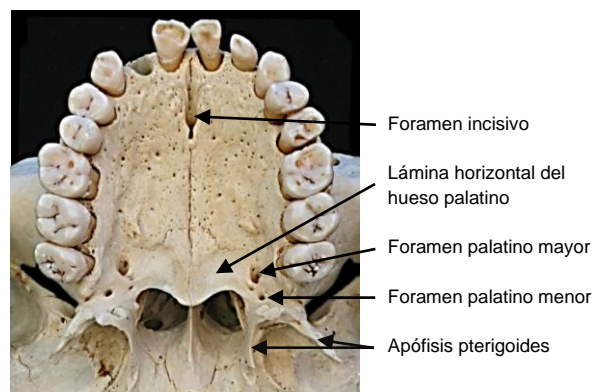 Foramen incisivo
Lámina horizontal del
hueso palatino
Foramen palatino mayor
Foramen palatino menor
Apófisis pterigoides